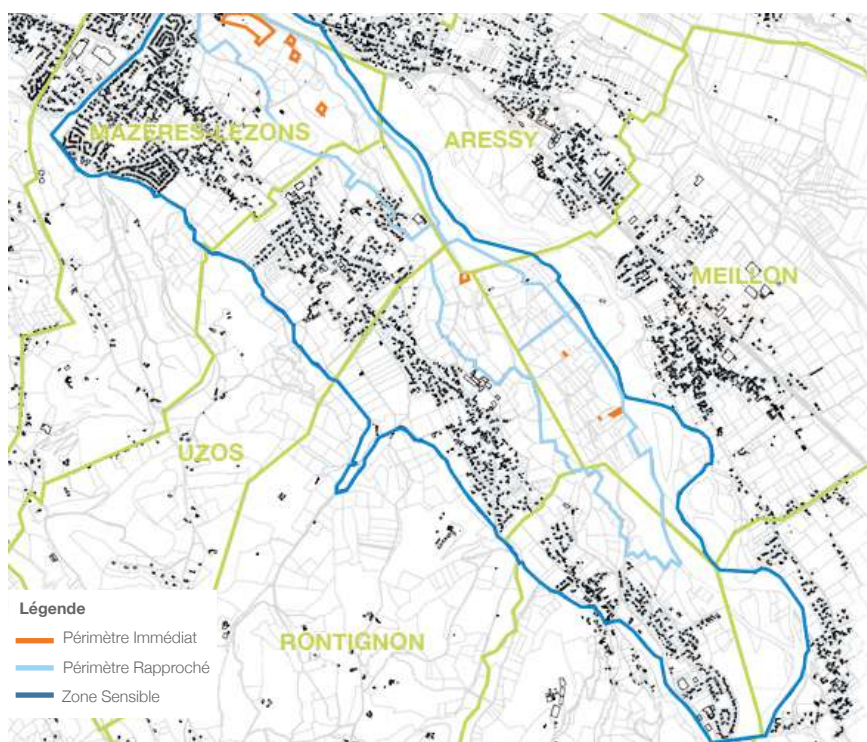 MAZÈRES-LEZONS
ARESSY
MEILLON
UZOS
RONTIGNON
Légende
Périmètre Immédiat
Périmètre Rapproché
Zone Sensible